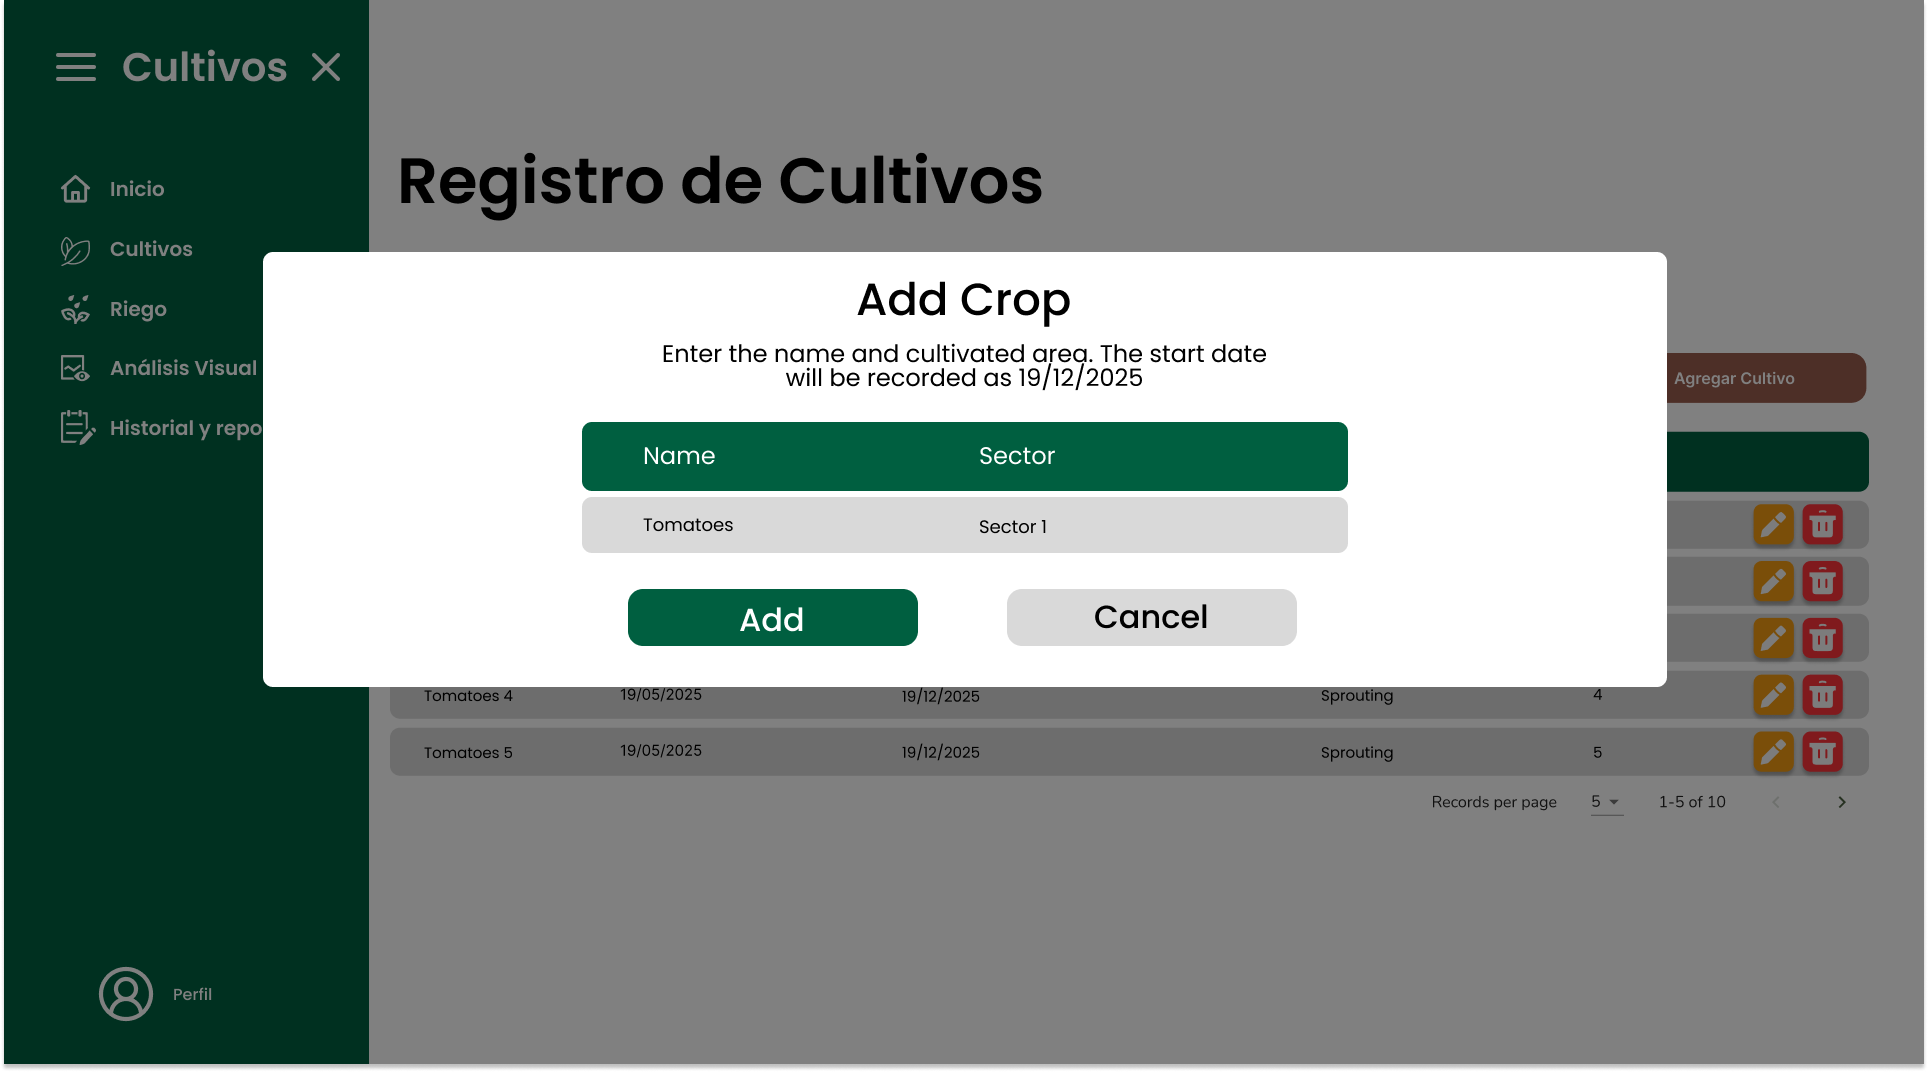 Cultivos
Inicio
Cultivos
Riego
Análisis Visual
Historial y repo
Perfil
Registro de Cultivos
Agregar Cultivo
Add Crop
Enter the name and cultivated area. The start date
will be recorded as 19/12/2025
Name Sector
Tomatoes Sector 1
Add Cancel
Tomatoes 4 19/05/2025 19/12/2025 Sprouting 4
Tomatoes 5 19/05/2025 19/12/2025 Sprouting 5
Records per page 5 1-5 of 10